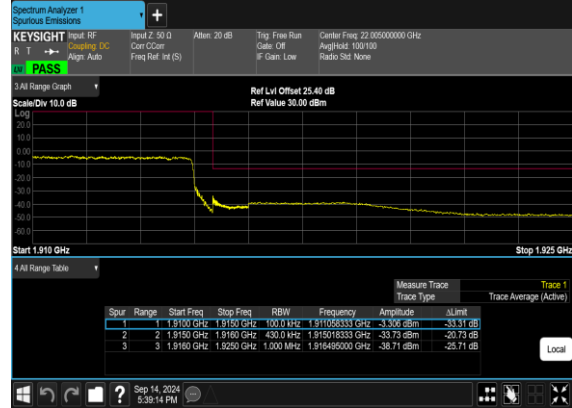 Spectrum Analyzer 1
Spurious Emissions
+
KEYSIGHT Input: RF Input Z: 50 Ω Atten: 20 dB Trig: Free Run Center Freq: 22.005000000 GHz
R T Coupling: DC Corr CCorr Gate: Off Avg|Hold: 100/100
Align: Auto Freq Ref: Int (S) IF Gain: Low Radio Std: None
PASS
3 All Range Graph
Ref Lvl Offset 25.40 dB
Scale/Div 10.0 dB Ref Value 30.00 dBm
Log
20.0
10.0
0.00
-10.0
-20.0
-30.0
-40.0
-50.0
-60.0
Start 1.910 GHz Stop 1.925 GHz
4 All Range Table
Measure Trace Trace 1
Trace Type Trace Average (Active)
Spur Range Start Freq Stop Freq RBW Frequency Amplitude ΔLimit
1 1 1.9100 GHz 1.9150 GHz 100.0 kHz 1.911058333 GHz -3.306 dBm -33.31 dB
2 2 1.9150 GHz 1.9160 GHz 430.0 kHz 1.915018333 GHz -33.73 dBm -20.73 dB
3 3 1.9160 GHz 1.9250 GHz 1.000 MHz 1.916495000 GHz -38.71 dBm -25.71 dB
Local
?
Sep 14, 2024
5:39:14 PM